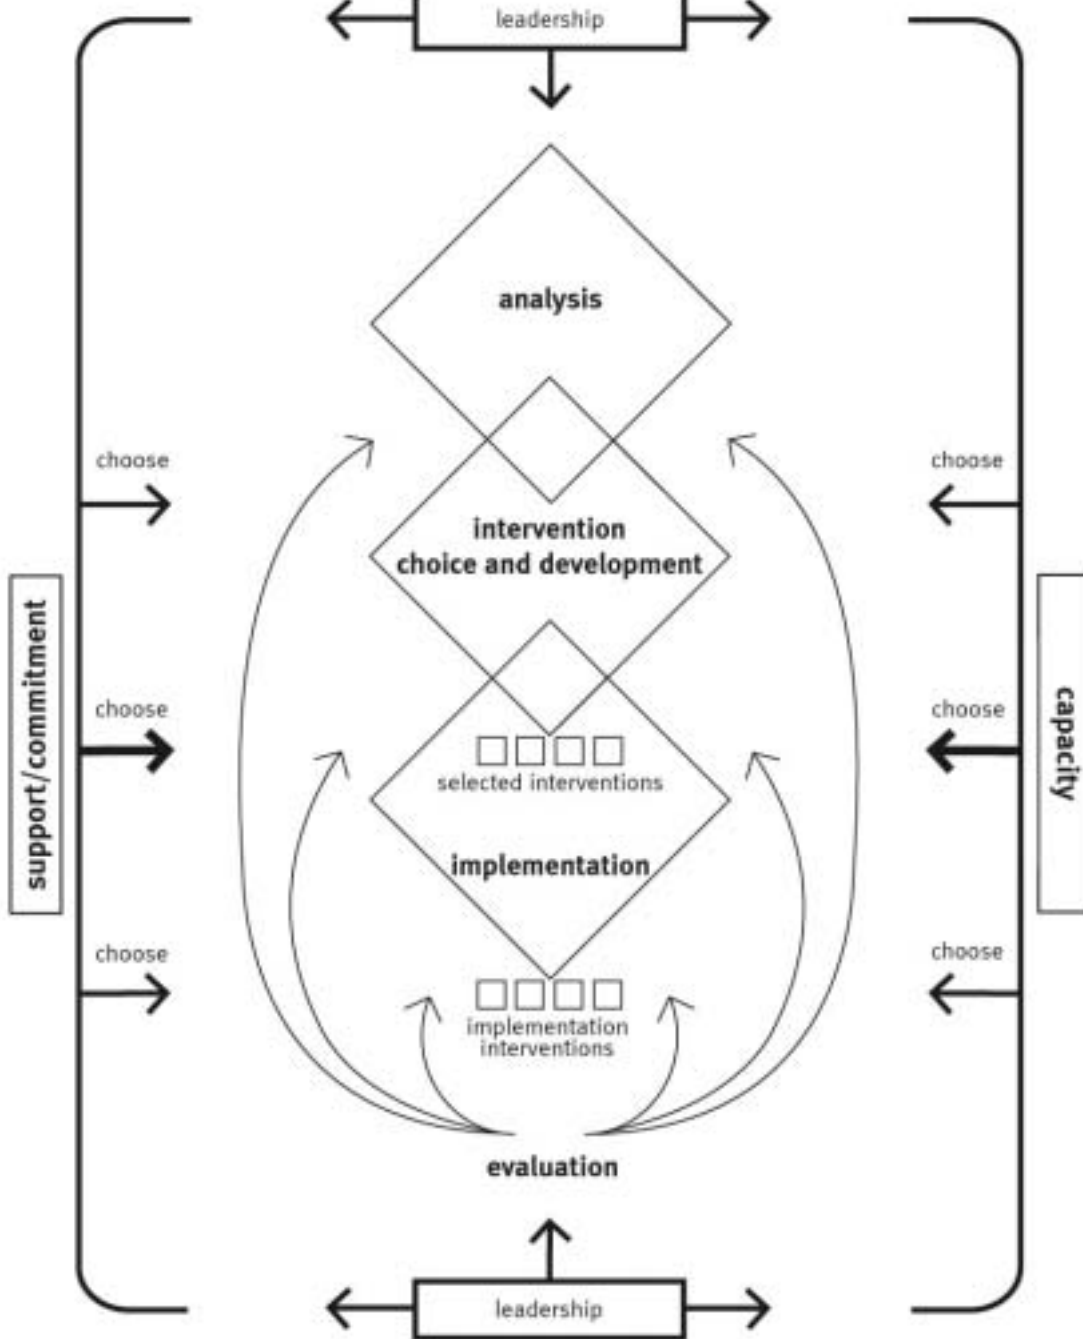 leadership
analysis
choose
choose
intervention
choice and development
support/commitment
capacity
choose
choose
selected interventions
implementation
choose
choose
implementation
interventions
evaluation
leadership